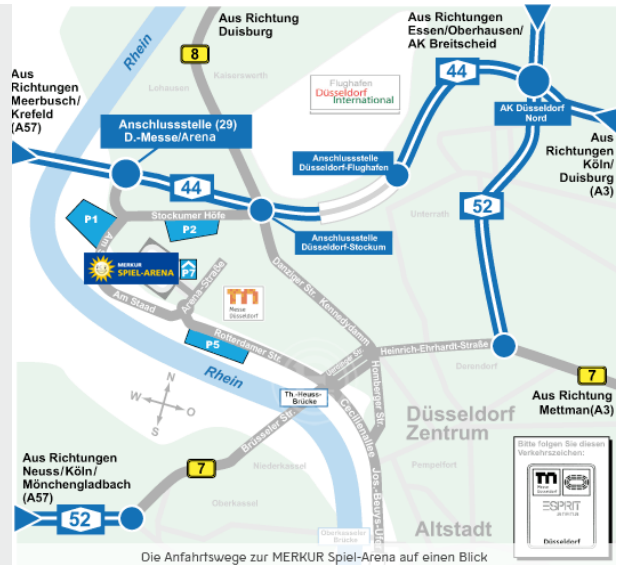 Aus Richtung
Duisburg
8
Rhein
Kaiserswerth
Lohausen
Aus Richtungen
Essen/Oberhausen/
AK Breitscheid
44
Flughafen
Düsseldorf
International
AK Düsseldorf
Nord
Aus
Richtungen
Meerbusch/
Krefeld
(A57)
Anschlussstelle (29)
D.-Messe/Arena
Aus
Richtungen
Köln/
Duisburg
(A3)
Anschlussstelle
Düsseldorf-Flughafen
44
52
Unterrath
P1
Stockumer Höfe
P2
Anschlussstelle
Düsseldorf-Stockum
Am
MERKUR
SPIEL-ARENA
P7
Arena-Straße
Am Staad
Messe
Düsseldorf
Danziger Str.
Kennedydamm
P5
Rotterdamer Str.
Uerdinger Str.
Heinrich-Ehrhardt-Straße
Derendorf
7
Aus Richtung
Mettman(A3)
Rhein
N
W
O
S
Th.-Heuss-
Brücke
Homberger Str.
Cecilienallee
Düsseldorf
Zentrum
Brüsseler Str.
7
Niederkassel
Pempelfort
Oberkassel
Jos.-Beuys-Ufer
Aus Richtungen
Neuss/Köln/
Mönchengladbach
(A57)
52
Oberkasseler
Brücke
Altstadt
Bitte folgen Sie diesen
Verkehrszeichen:
Messe
Düsseldorf
ESPRIT
arena
Düsseldorf
Die Anfahrtswege zur MERKUR Spiel-Arena auf einen Blick